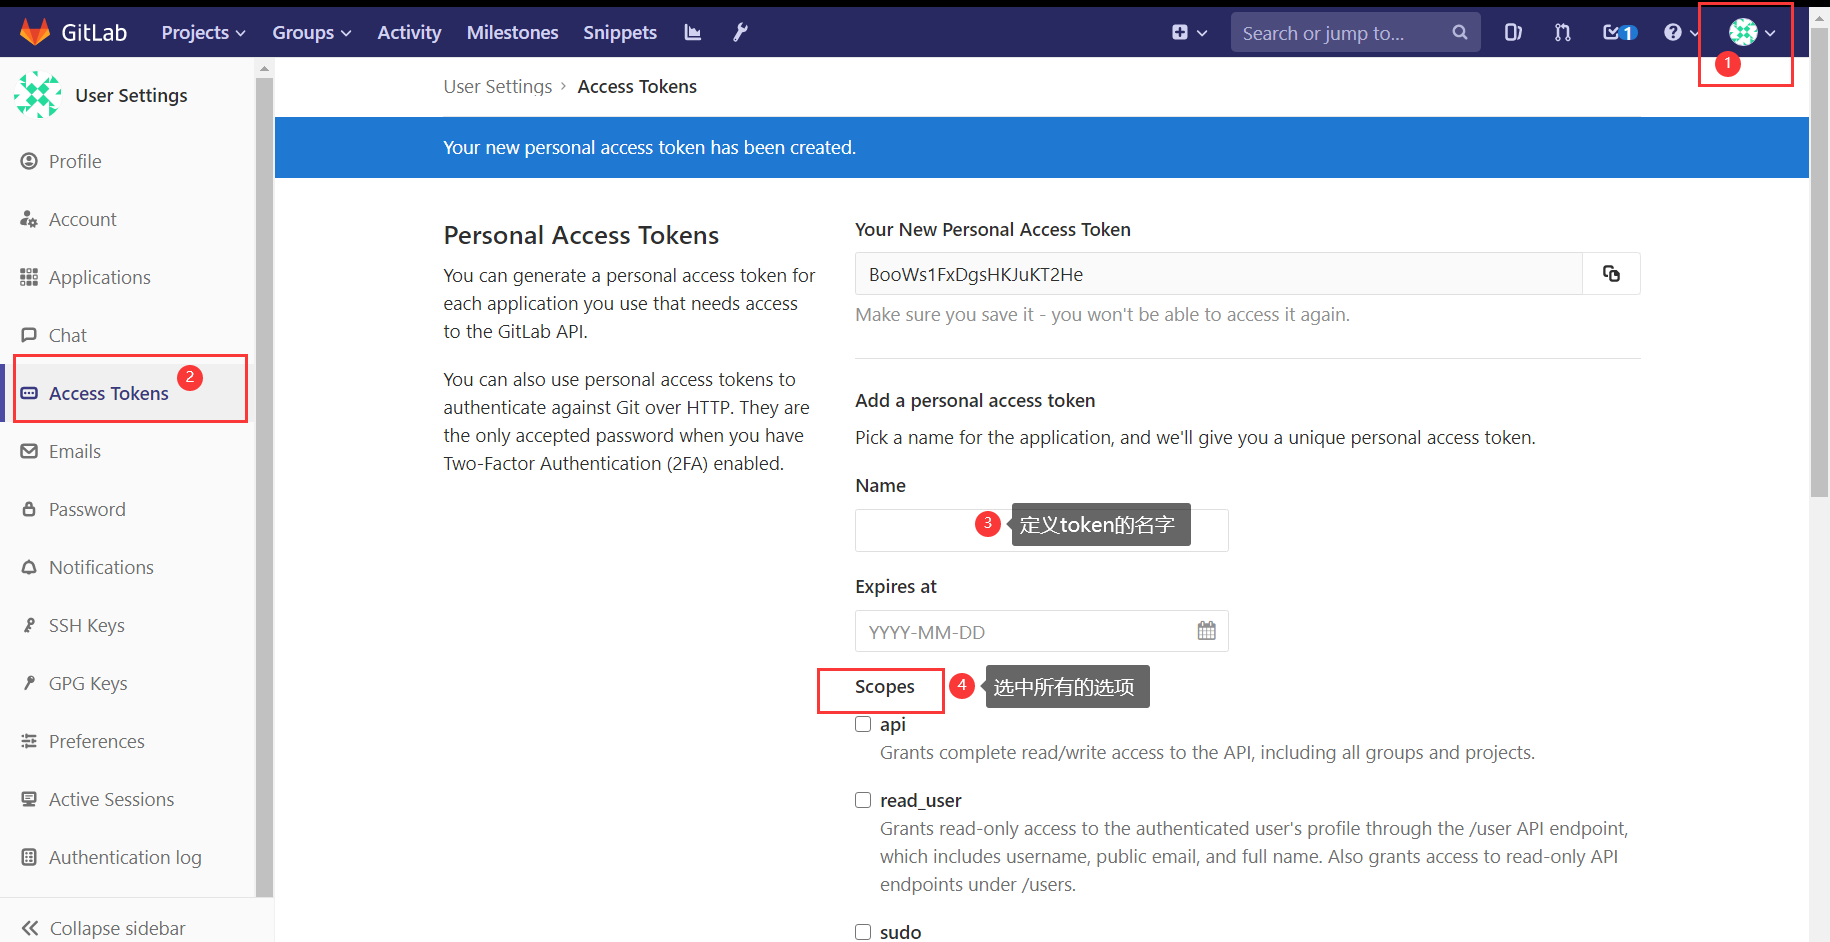 GitLab Projects Groups Activity Milestones Snippets Search or jump to... 1
1
User Settings
Profile
Account
Applications
Chat
Access Tokens 2
Emails
Password
Notifications
SSH Keys
GPG Keys
Preferences
Active Sessions
Authentication log
Collapse sidebar
User Settings › Access Tokens
Your new personal access token has been created.
Personal Access Tokens
You can generate a personal access token for
each application you use that needs access
to the GitLab API.
You can also use personal access tokens to
authenticate against Git over HTTP. They are
the only accepted password when you have
Two-Factor Authentication (2FA) enabled.
Your New Personal Access Token
BooWs1FxDgsHKJuKT2He
Make sure you save it - you won't be able to access it again.
Add a personal access token
Pick a name for the application, and we'll give you a unique personal access token.
Name
3 定义token的名字
Expires at
YYYY-MM-DD
Scopes 4 选中所有的选项
api
Grants complete read/write access to the API, including all groups and projects.
read_user
Grants read-only access to the authenticated user's profile through the /user API endpoint,
which includes username, public email, and full name. Also grants access to read-only API
endpoints under /users.
sudo